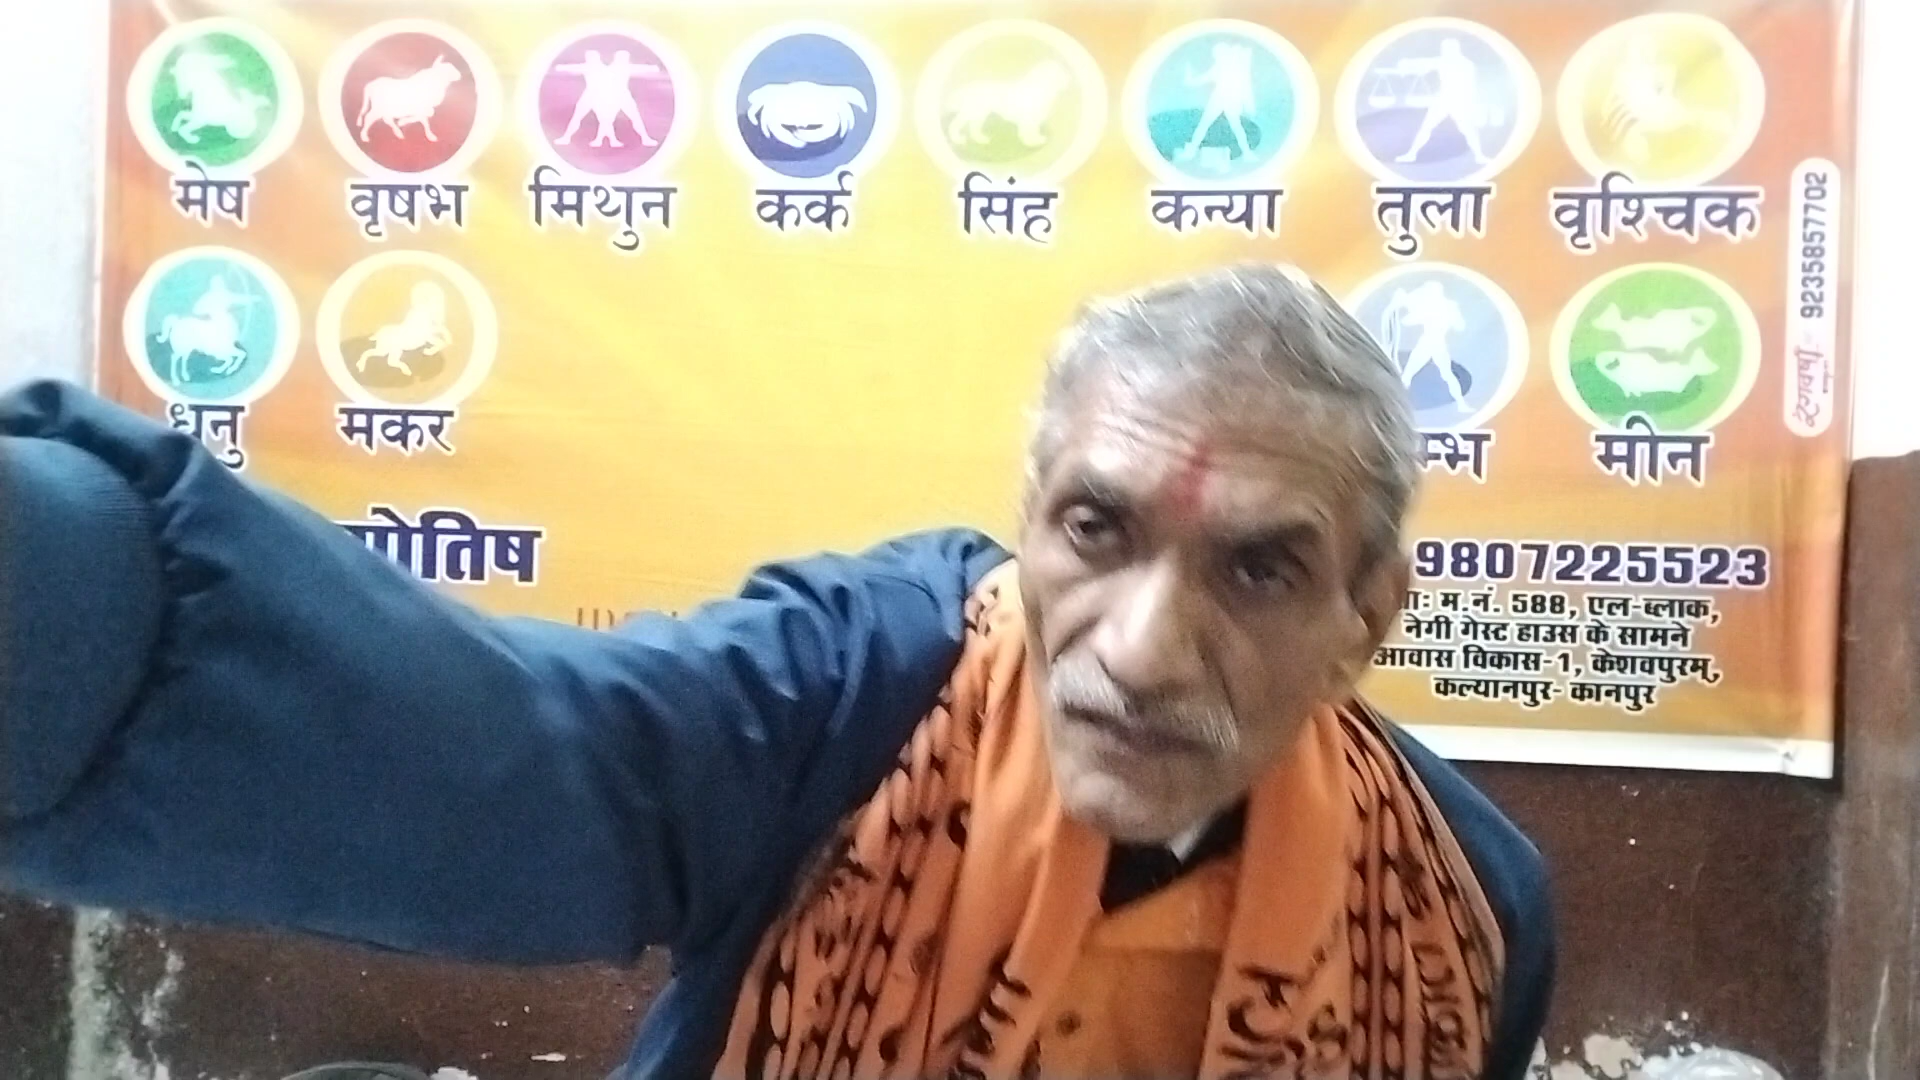 मेष वृषभ मिथुन कर्क सिंह कन्या तुला वृश्चिक
धनु मकर म्भ मीन
9235857702
ोतिष
9807225523
म.नं. 588, एल-ब्लाक,
नेगी गेस्ट हाउस के सामने
आवास विकास-1, केशवपुरम्,
कल्यानपुर- कानपुर